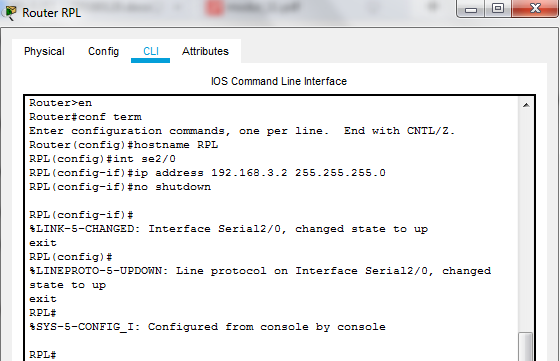 Router RPL
Physical Config CLI Attributes
IOS Command Line Interface
Router>en
Router#conf term
Enter configuration commands, one per line.  End with CNTL/Z.
Router(config)#hostname RPL
RPL(config)#int se2/0
RPL(config-if)#ip address 192.168.3.2 255.255.255.0
RPL(config-if)#no shutdown
RPL(config-if)#
%LINK-5-CHANGED: Interface Serial2/0, changed state to up
exit
RPL(config)#
%LINEPROTO-5-UPDOWN: Line protocol on Interface Serial2/0, changed
state to up
exit
RPL#
%SYS-5-CONFIG_I: Configured from console by console
RPL#